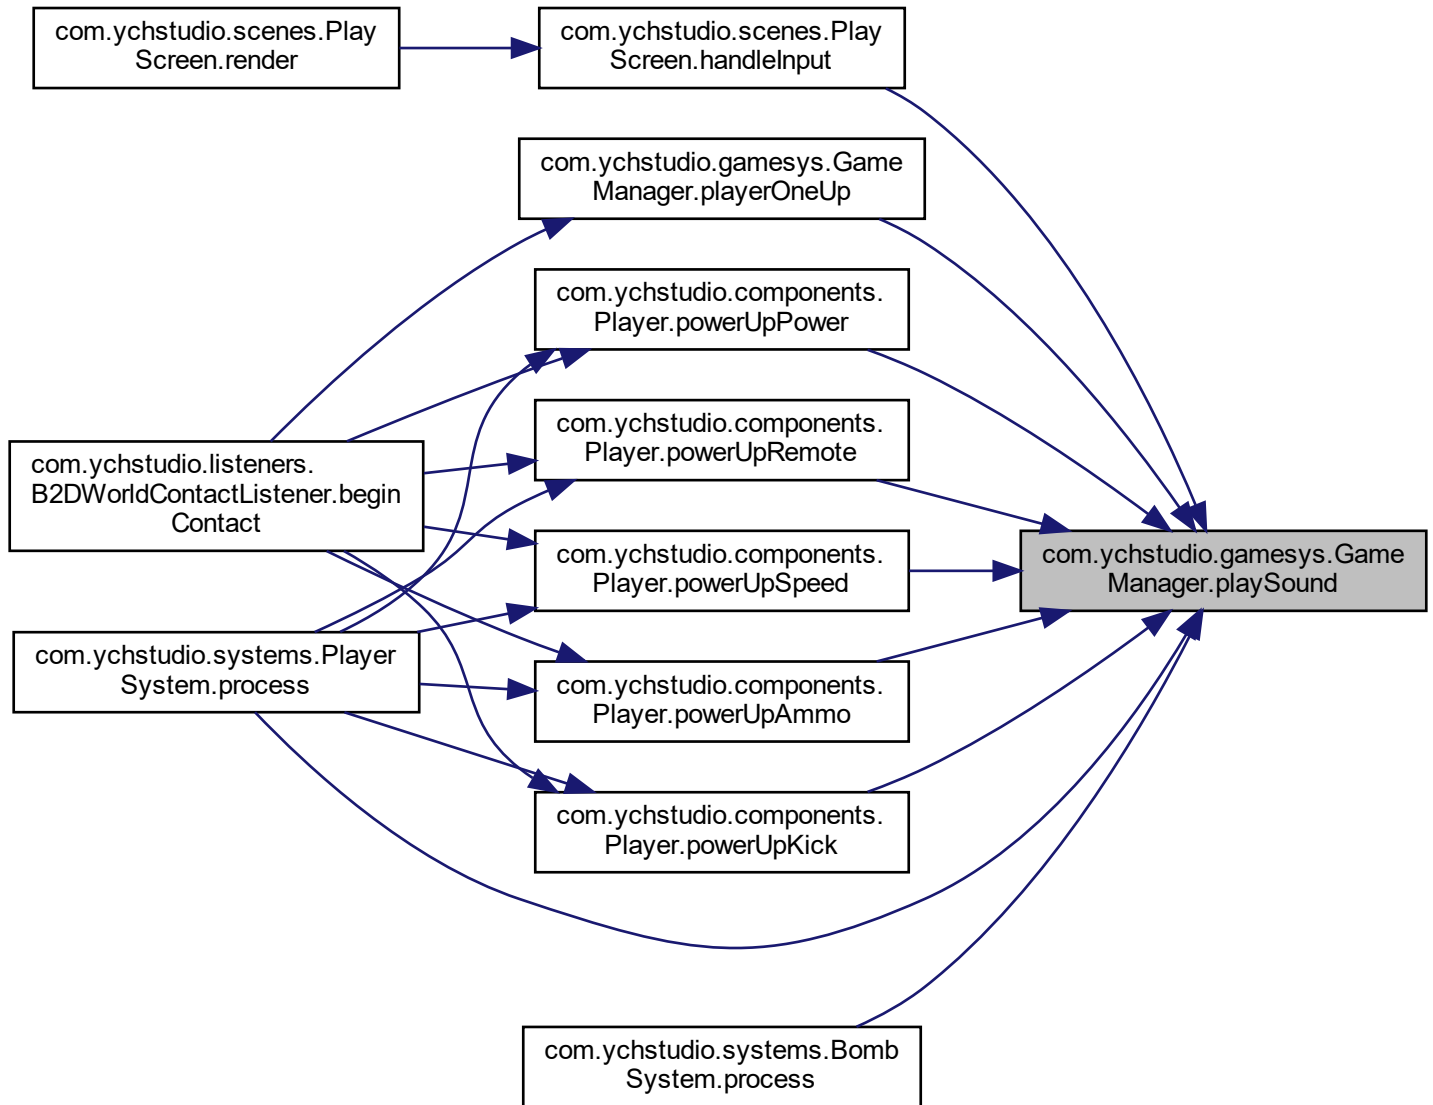 com.ychstudio.scenes.Play
Screen.render
com.ychstudio.scenes.Play
Screen.handleInput
com.ychstudio.gamesys.Game
Manager.playerOneUp
com.ychstudio.components.
Player.powerUpPower
com.ychstudio.components.
Player.powerUpRemote
com.ychstudio.listeners.
B2DWorldContactListener.begin
Contact
com.ychstudio.components.
Player.powerUpSpeed
com.ychstudio.gamesys.Game
Manager.playSound
com.ychstudio.systems.Player
System.process
com.ychstudio.components.
Player.powerUpAmmo
com.ychstudio.components.
Player.powerUpKick
com.ychstudio.systems.Bomb
System.process